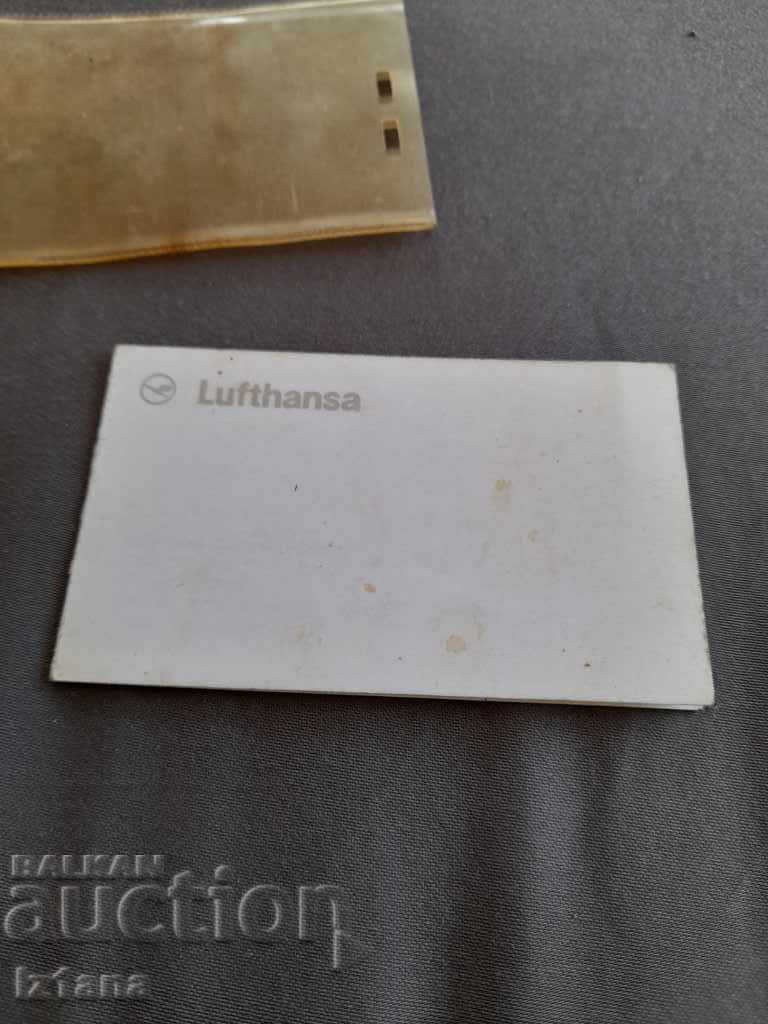 Lufthansa
BALKAN
auction
Iztana